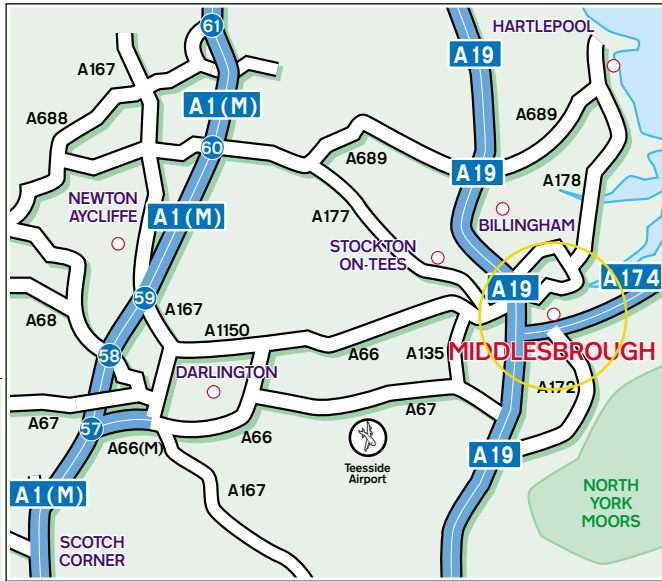 61
HARTLEPOOL
A167
A19
A1(M)
A688
60
A689
A689
A19
A178
NEWTON
AYCLIFFE
A1(M)
A177
BILLINGHAM
STOCKTON
ON-TEES
A19
A174
59
A167
A68
A1150
58
A66
A135
MIDDLESBROUGH
DARLINGTON
A172
A67
A67
57
A66(M)
A66
A19
Teesside
Airport
A167
A1(M)
NORTH
YORK
MOORS
SCOTCH
CORNER